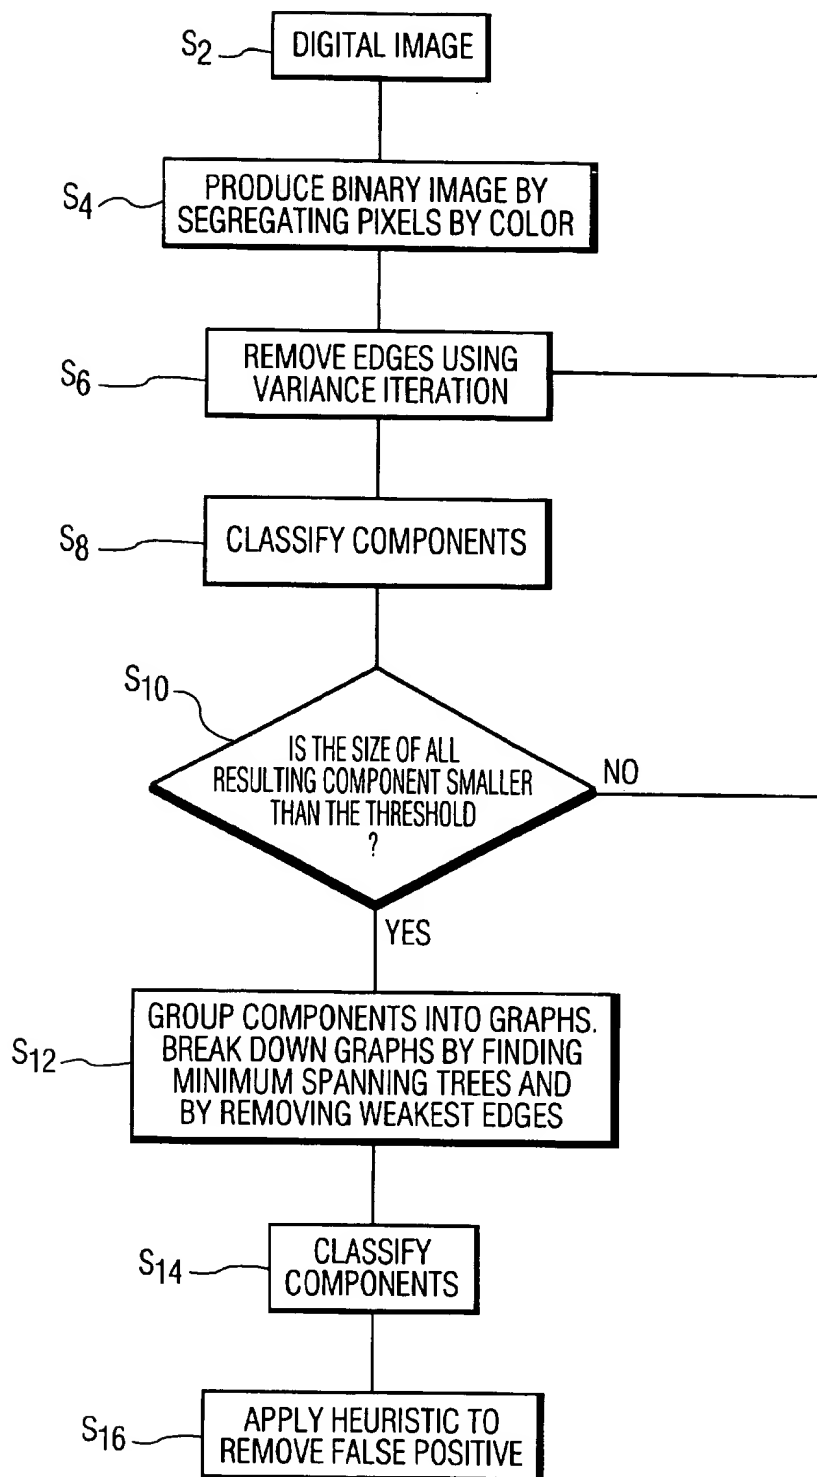 S2
DIGITAL IMAGE
S4
PRODUCE BINARY IMAGE BY
SEGREGATING PIXELS BY COLOR
S6
REMOVE EDGES USING
VARIANCE ITERATION
S8
CLASSIFY COMPONENTS
S10
IS THE SIZE OF ALL
RESULTING COMPONENT SMALLER
THAN THE THRESHOLD
?
NO
YES
S12
GROUP COMPONENTS INTO GRAPHS.
BREAK DOWN GRAPHS BY FINDING
MINIMUM SPANNING TREES AND
BY REMOVING WEAKEST EDGES
S14
CLASSIFY
COMPONENTS
S16
APPLY HEURISTIC TO
REMOVE FALSE POSITIVE